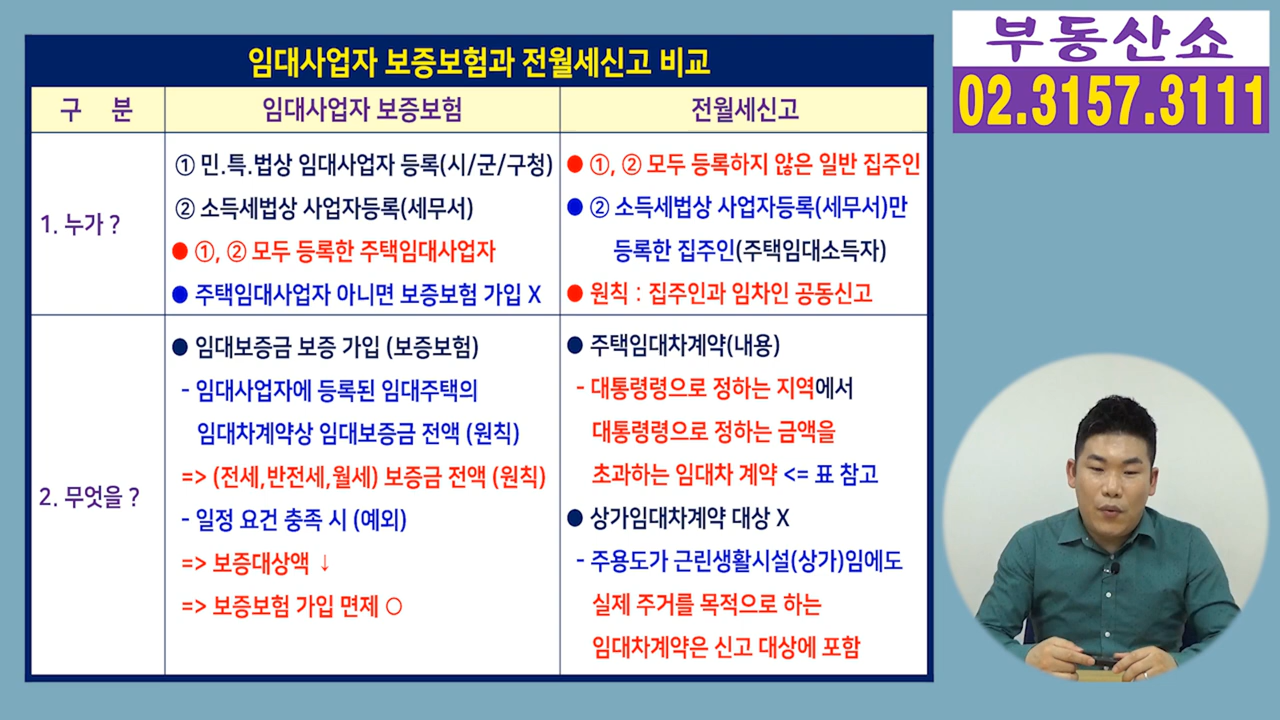 임대사업자 보증보험과 전월세신고 비교
부동산쇼
02.3157.3111
구 분
임대사업자 보증보험
전월세신고
1. 누가 ?
① 민.특.법상 임대사업자 등록(시/군/구청)
② 소득세법상 사업자등록(세무서)
● ①, ② 모두 등록한 주택임대사업자
● 주택임대사업자 아니면 보증보험 가입 X
● ①, ② 모두 등록하지 않은 일반 집주인
● ② 소득세법상 사업자등록(세무서)만
등록한 집주인(주택임대소득자)
● 원칙 : 집주인과 임차인 공동신고
2. 무엇을 ?
● 임대보증금 보증 가입 (보증보험)
- 임대사업자에 등록된 임대주택의
임대차계약상 임대보증금 전액 (원칙)
=> (전세,반전세,월세) 보증금 전액 (원칙)
- 일정 요건 충족 시 (예외)
=> 보증대상액 ↓
=> 보증보험 가입 면제 ○
● 주택임대차계약(내용)
- 대통령령으로 정하는 지역에서
대통령령으로 정하는 금액을
초과하는 임대차 계약 <= 표 참고
● 상가임대차계약 대상 X
- 주용도가 근린생활시설(상가)임에도
실제 주거를 목적으로 하는
임대차계약은 신고 대상에 포함